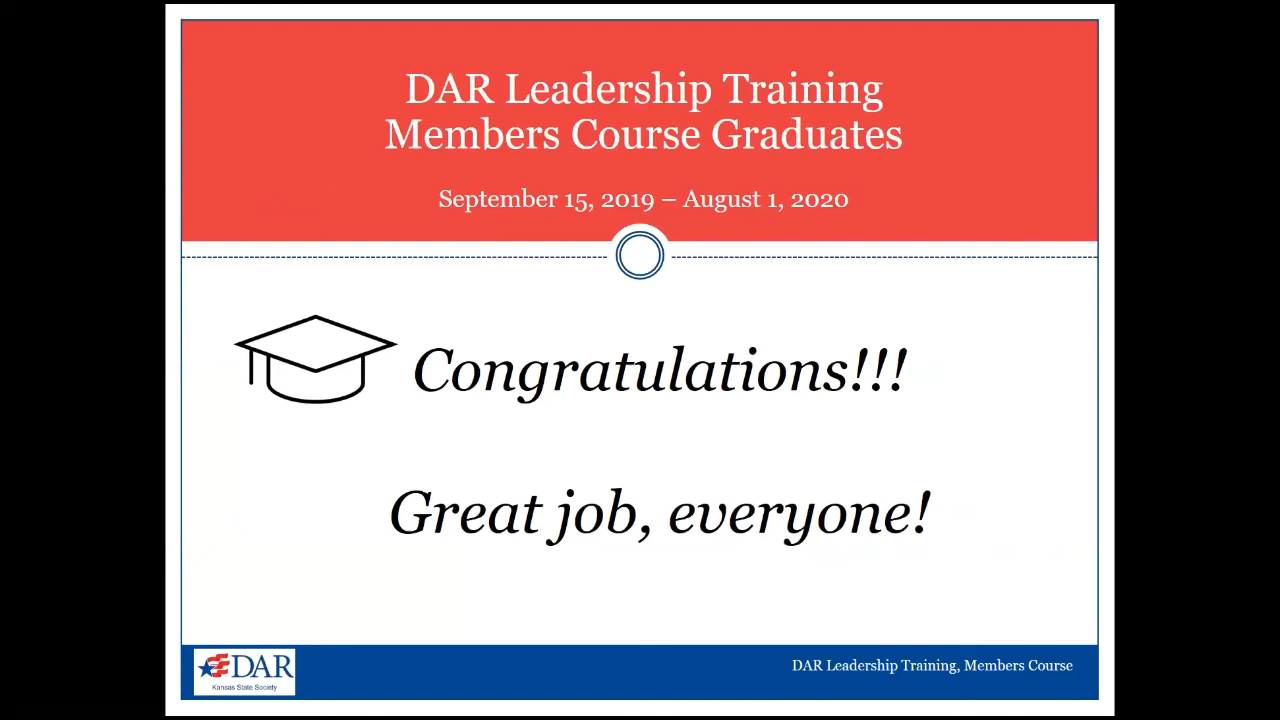 DAR Leadership Training
Members Course Graduates
September 15, 2019 – August 1, 2020
Congratulations!!!
Great job, everyone!
DAR
Kansas State Society
DAR Leadership Training, Members Course